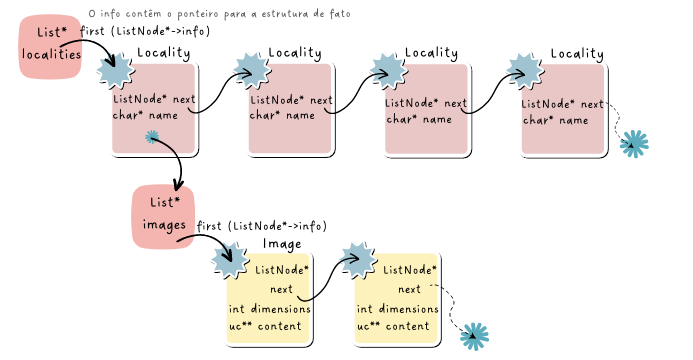 O info contêm o ponteiro para a estrutura de fato
List*
localities
first (ListNode*->info)
Locality
ListNode* next
char* name
Locality
ListNode* next
char* name
Locality
ListNode* next
char* name
Locality
ListNode* next
char* name
List*
images
first (ListNode*->info)
Image
ListNode*
next
int dimensions
uc** content
ListNode*
next
int dimensions
uc** content